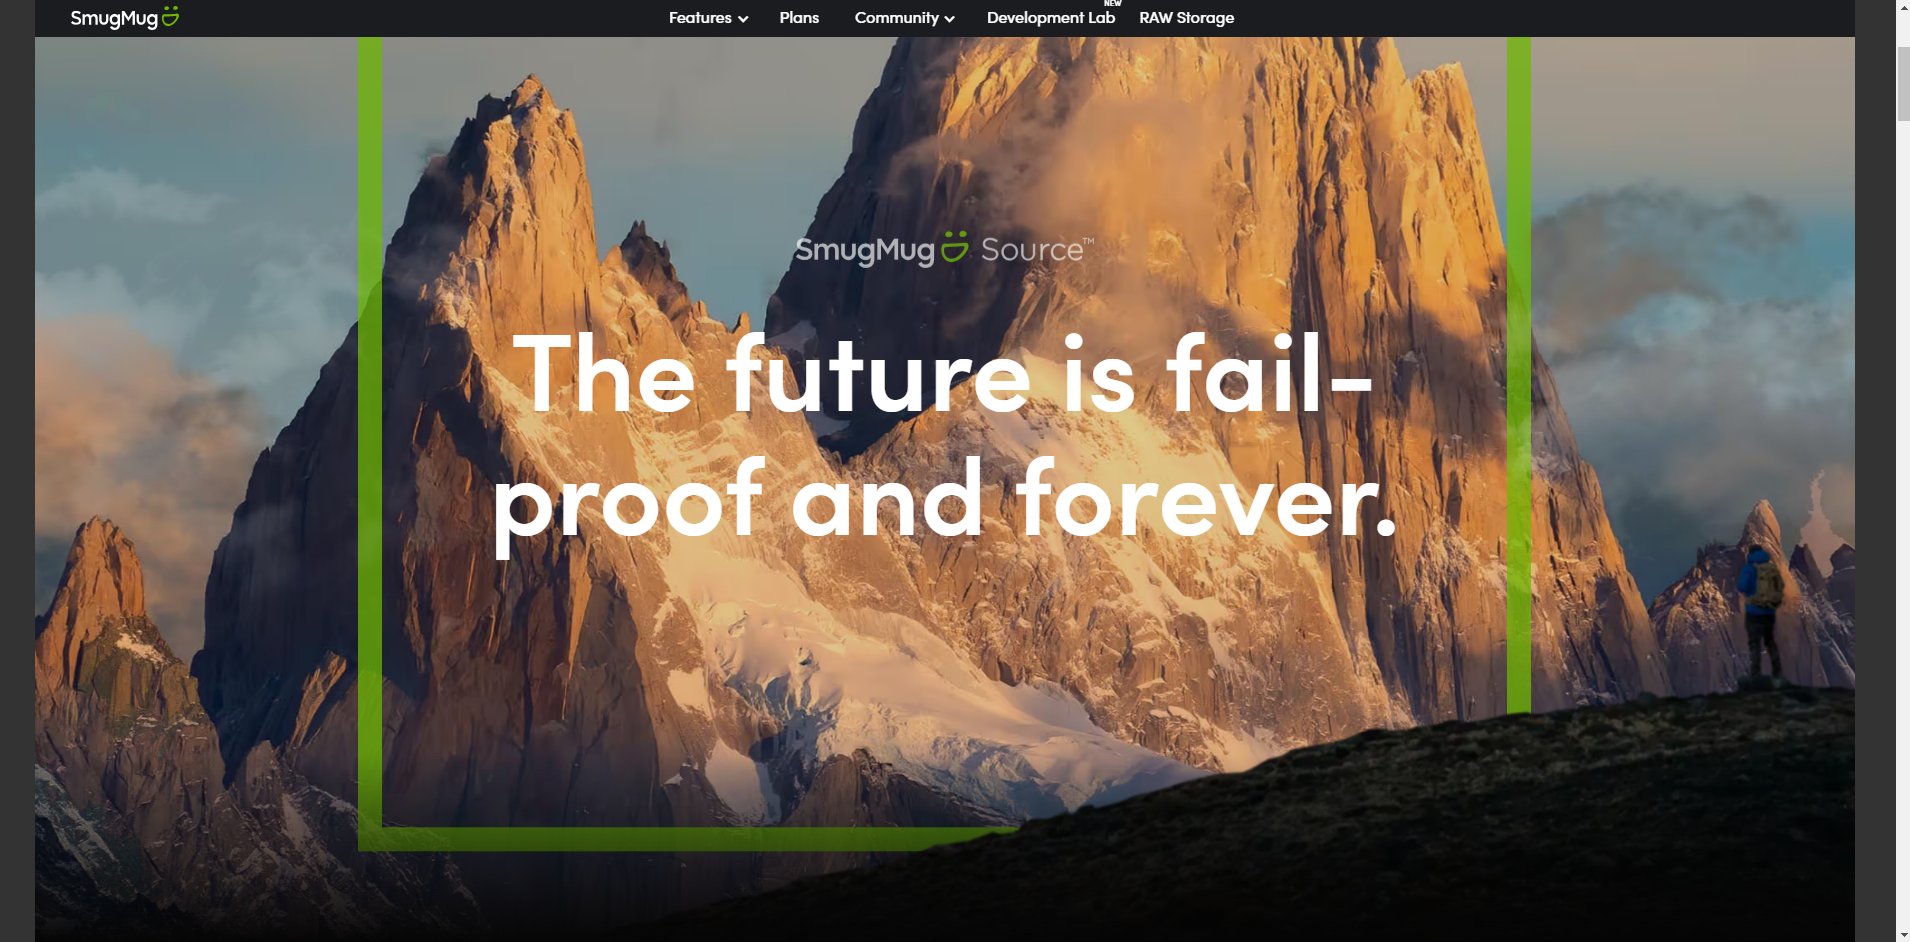 SmugMug
Features
Plans
Community
Development Lab
NEW
RAW Storage
SmugMug Source™
The future is fail-
proof and forever.